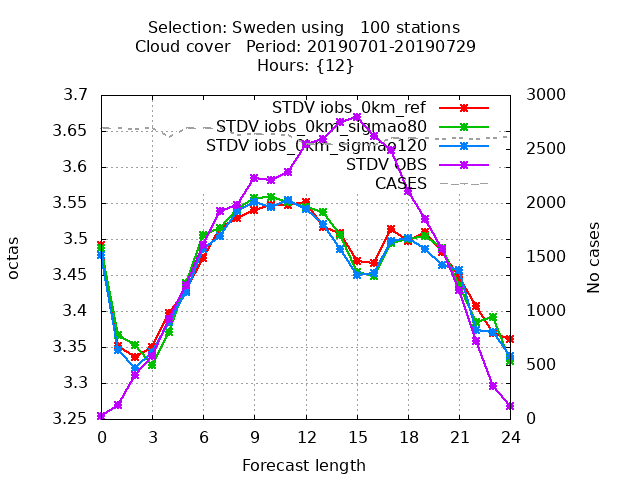 Selection: Sweden using   100 stations
Cloud cover   Period: 20190701-20190729
Hours: {12}
STDV iobs_0km_ref
STDV iobs_0km_sigmao80
STDV iobs_0km_sigmao120
STDV OBS
CASES
octas
3.7
3.65
3.6
3.55
3.5
3.45
3.4
3.35
3.3
3.25
3000
2500
2000
1500
1000
500
0
No cases
0 3 6 9 12 15 18 21 24
Forecast length